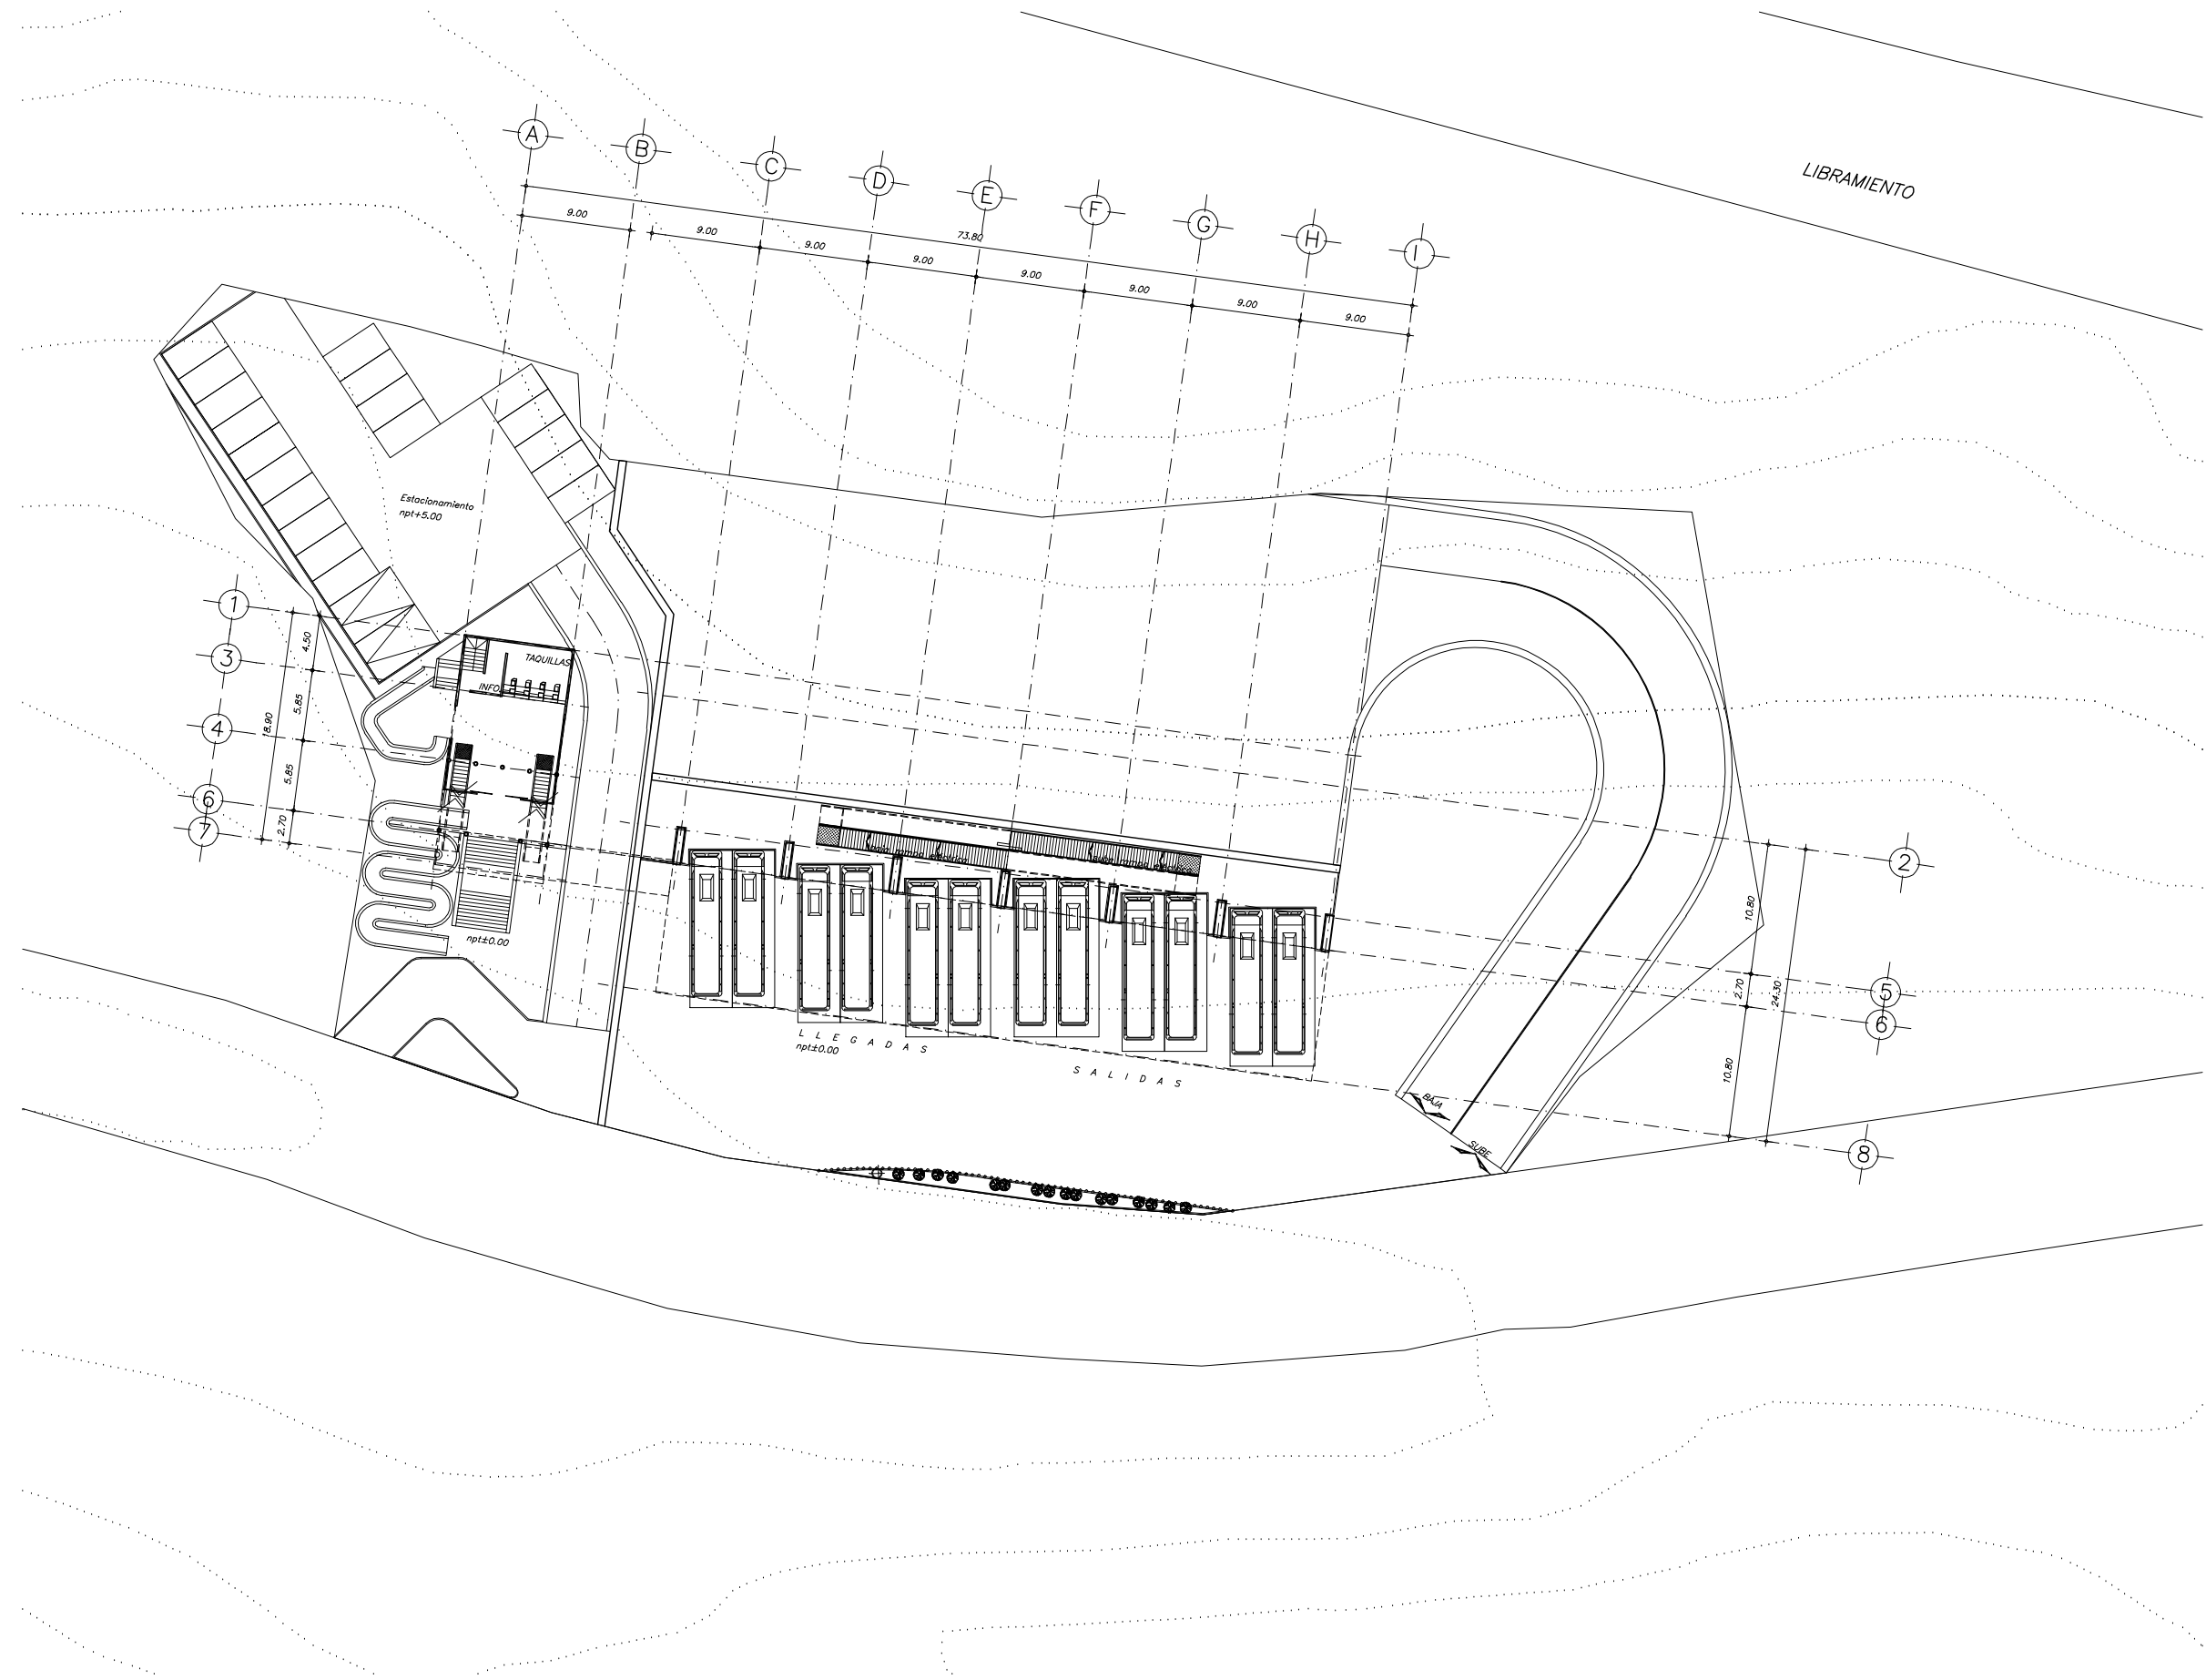 LIBRAMIENTO
A
B
C
D
E
F
G
H
I
9.00
9.00
73.80
9.00
9.00
9.00
9.00
9.00
9.00
Estacionamiento
npt+5.00
1
3
4
6
7
4.50
5.85
18.90
5.85
2.70
TAQUILLAS
INFO
npt±0.00
L L E G A D A S
npt±0.00
S A L I D A S
BAJA
SUBE
2
5
6
8
10.80
2.70
24.30
10.80